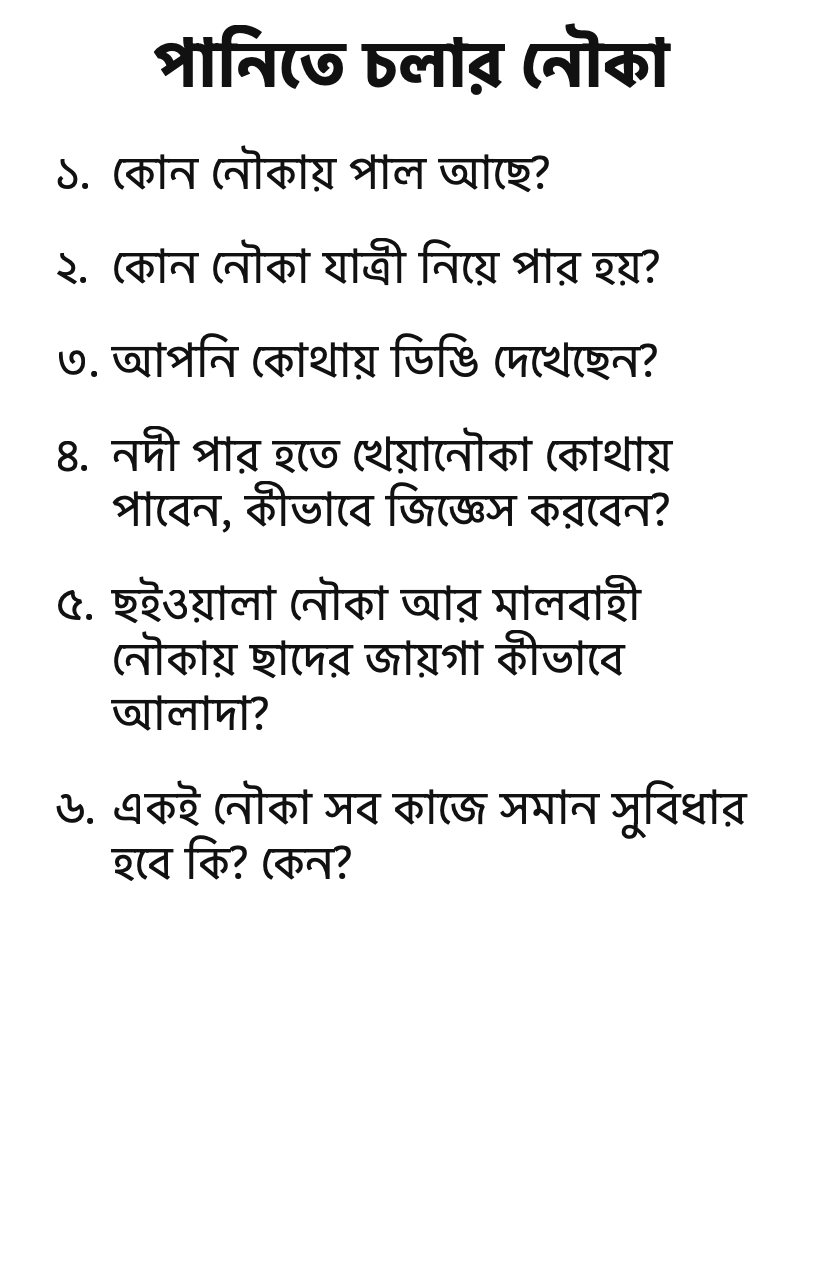 পানিতে চলার নৌকা
১. কোন নৌকায় পাল আছে?
২. কোন নৌকা যাত্রী নিয়ে পার হয়?
৩. আপনি কোথায় ডিঙি দেখেছেন?
৪. নদী পার হতে খেয়ানৌকা কোথায়
পাবেন, কীভাবে জিজ্ঞেস করবেন?
৫. ছইওয়ালা নৌকা আর মালবাহী
নৌকায় ছাদের জায়গা কীভাবে
আলাদা?
৬. একই নৌকা সব কাজে সমান সুবিধার
হবে কি? কেন?